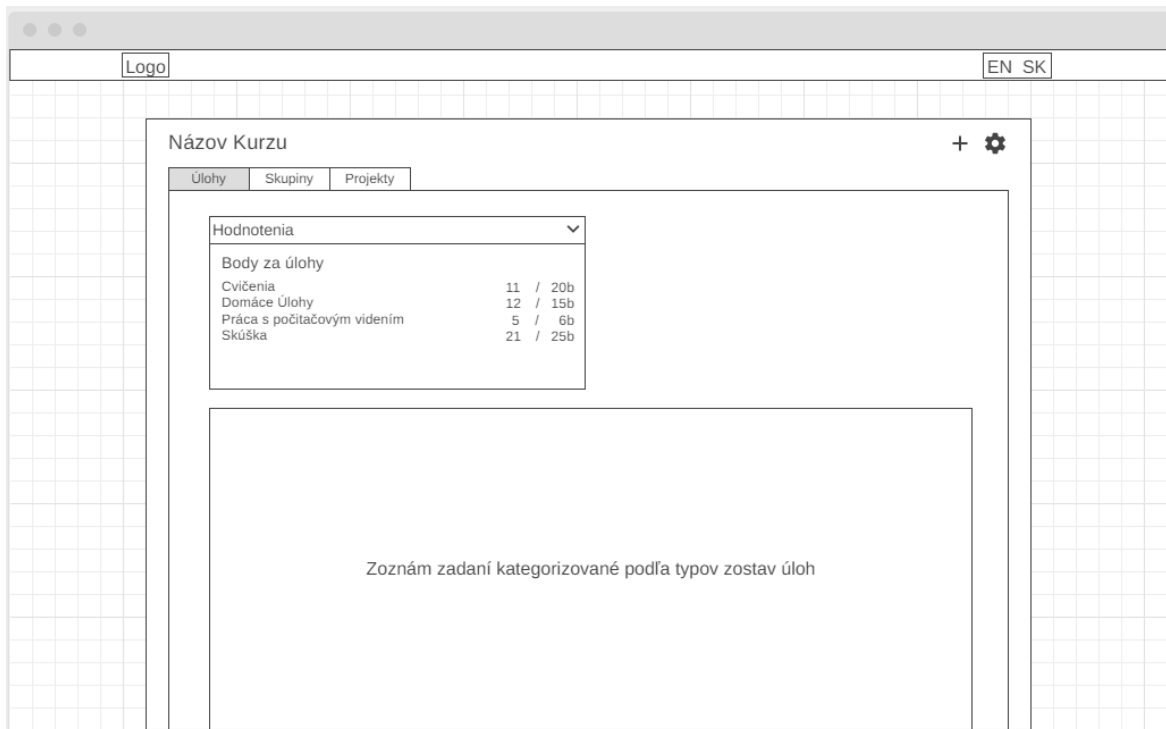 Logo
EN SK
Názov Kurzu
+
Úlohy Skupiny Projekty
Hodnotenia
Body za úlohy
Cvičenia 11 / 20b
Domáce Úlohy 12 / 15b
Práca s počitačovým videním 5 / 6b
Skúška 21 / 25b
Zoznám zadaní kategorizované podľa typov zostav úloh